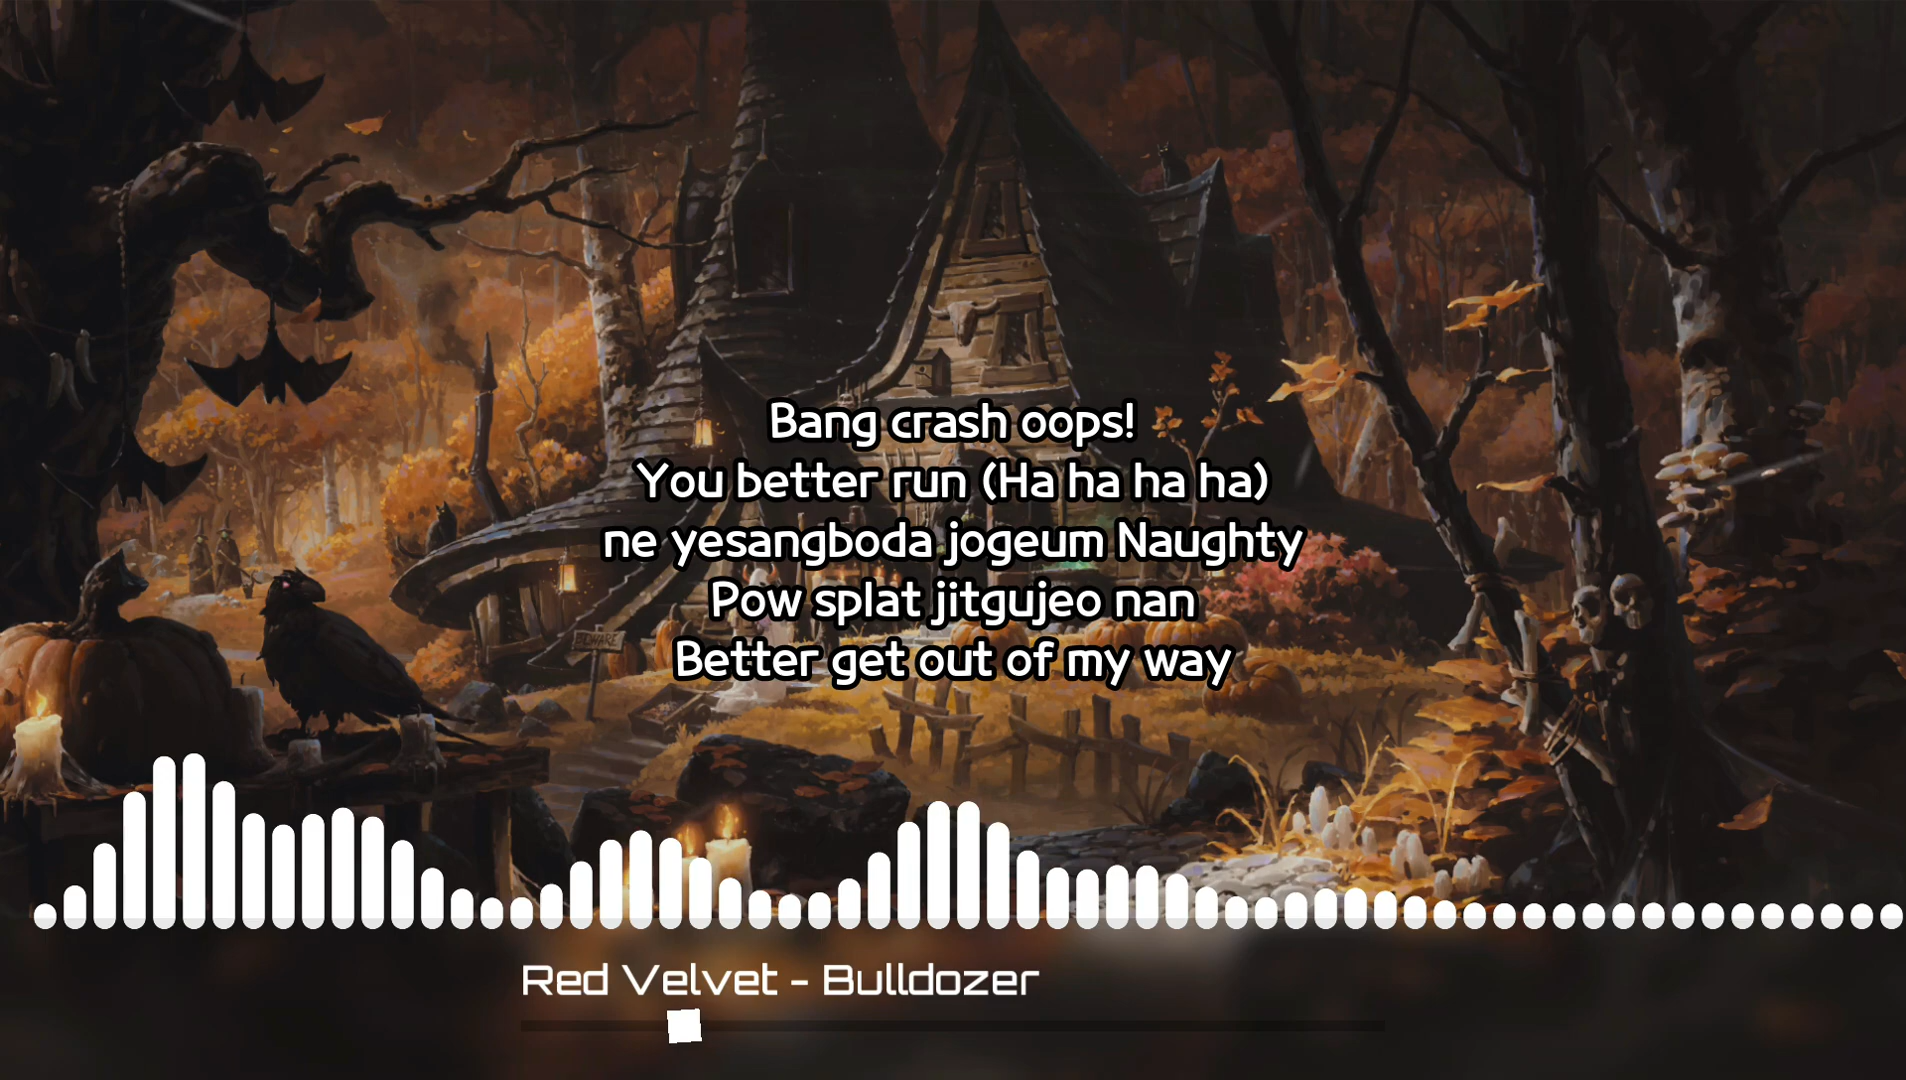 Bang crash oops!
You better run (Ha ha ha ha)
ne yesangboda jogeum Naughty
Pow splat jitgujeo nan
Better get out of my way
BEWARE
Red Velvet - Bulldozer